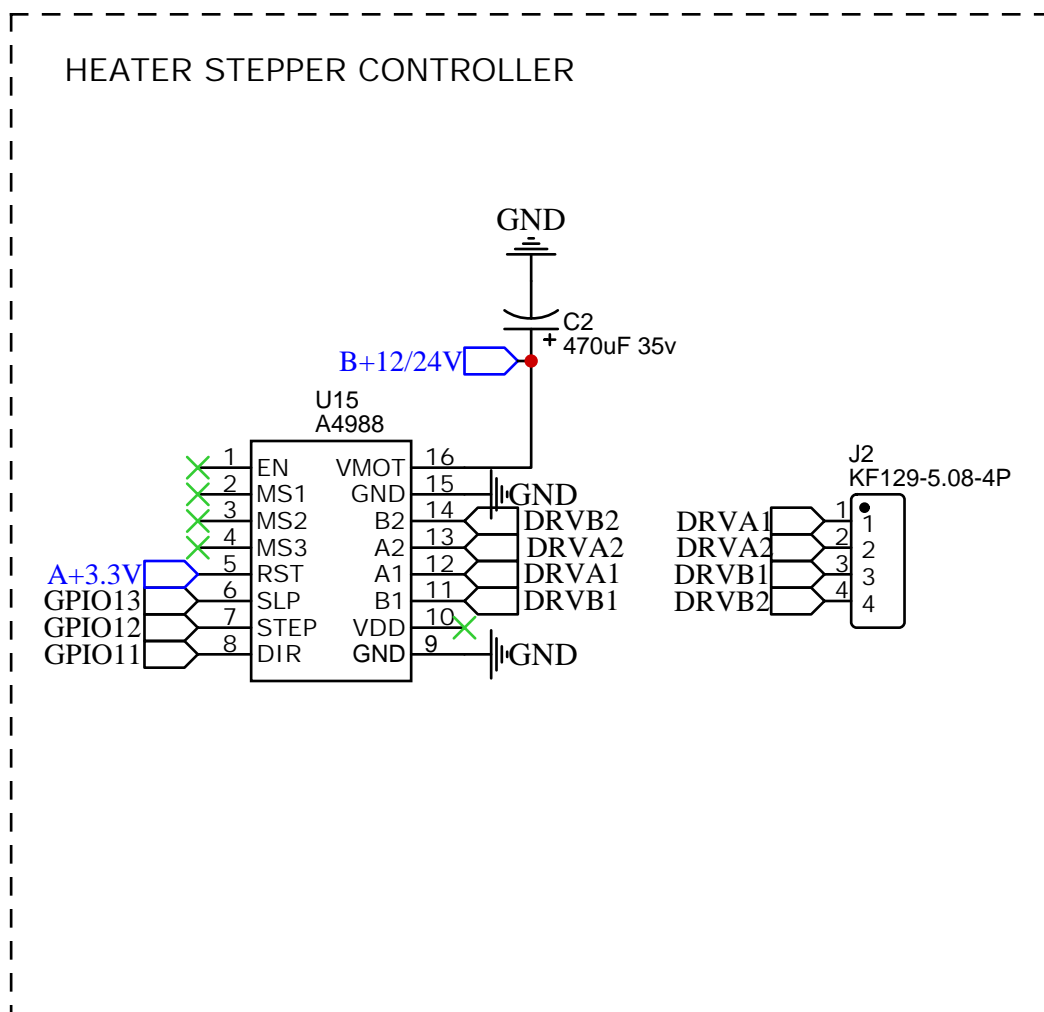 HEATER STEPPER CONTROLLER
GND
C2
470uF 35v
+
B+12/24V
U15
A4988
1 EN VMOT 16
2 MS1 GND 15 GND
3 MS2 B2 14 DRVB2
4 MS3 A2 13 DRVA2
A+3.3V 5 RST A1 12 DRVA1
GPIO13 6 SLP B1 11 DRVB1
GPIO12 7 STEP VDD 10
GPIO11 8 DIR GND 9 GND
J2
KF129-5.08-4P
DRVA1 1 1
DRVA2 2 2
DRVB1 3 3
DRVB2 4 4